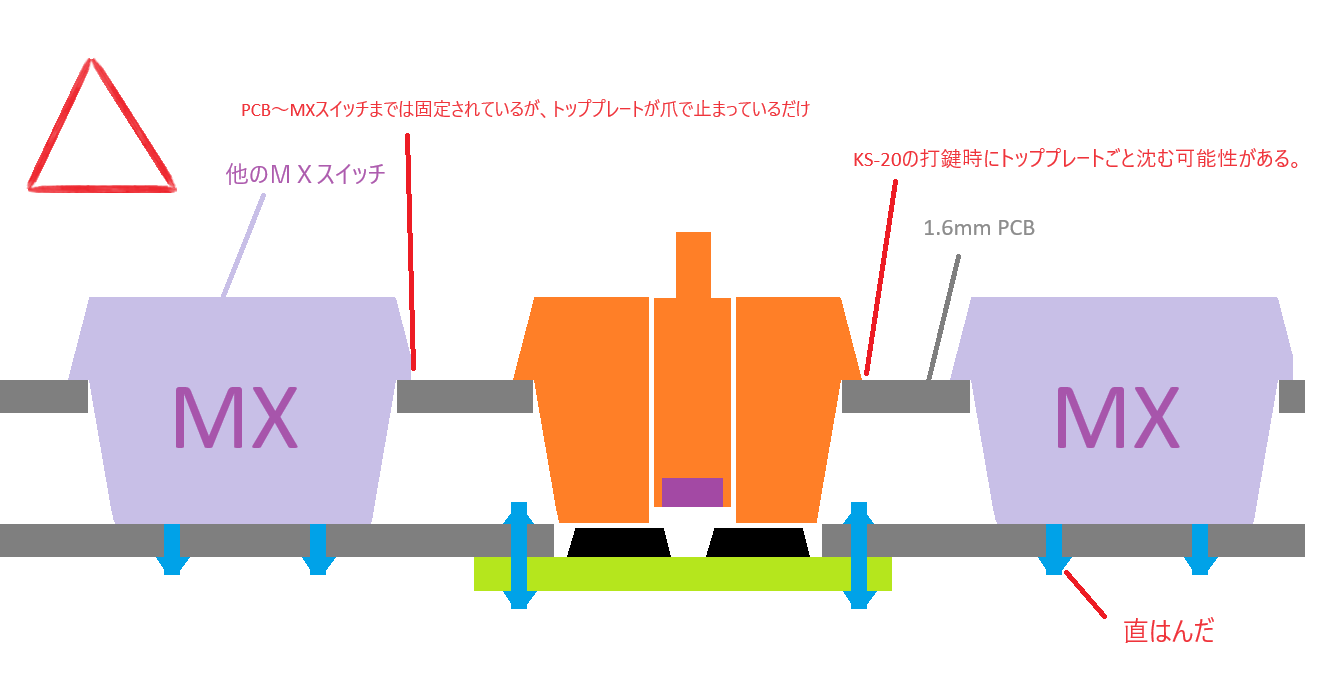 PCB～MXスイッチまでは固定されているが、トッププレートが爪で止まっているだけ
KS-20の打鍵時にトッププレートごと沈む可能性がある。
他のＭＸスイッチ
1.6mm PCB
MX
MX
直はんだ